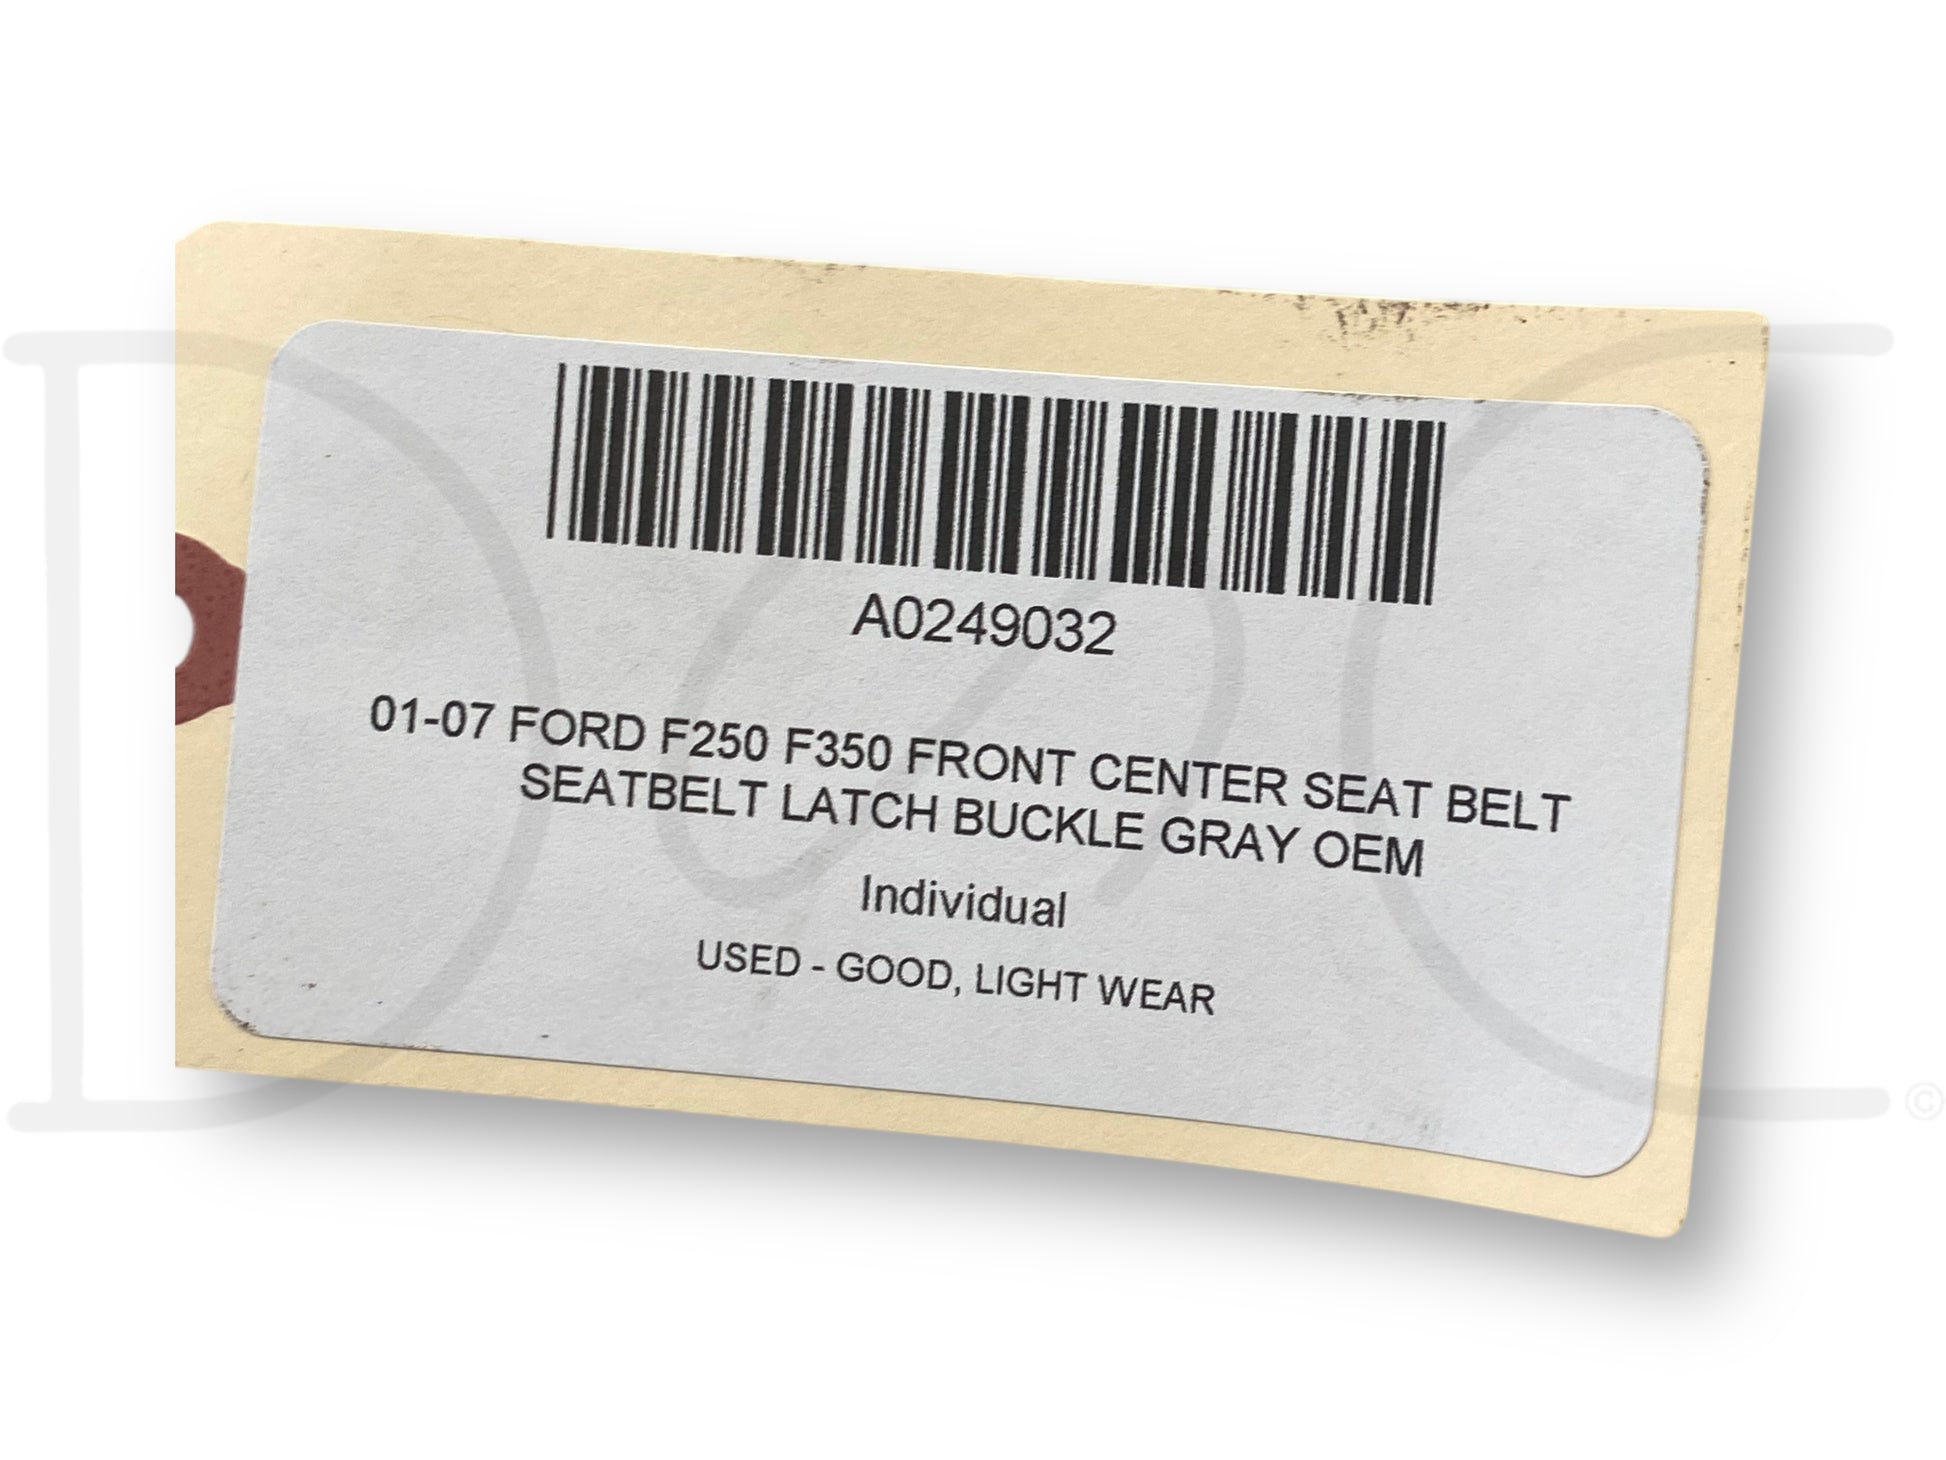 A0249032
01-07 FORD F250 F350 FRONT CENTER SEAT BELT
SEATBELT LATCH BUCKLE GRAY OEM
Individual
USED - GOOD, LIGHT WEAR
©